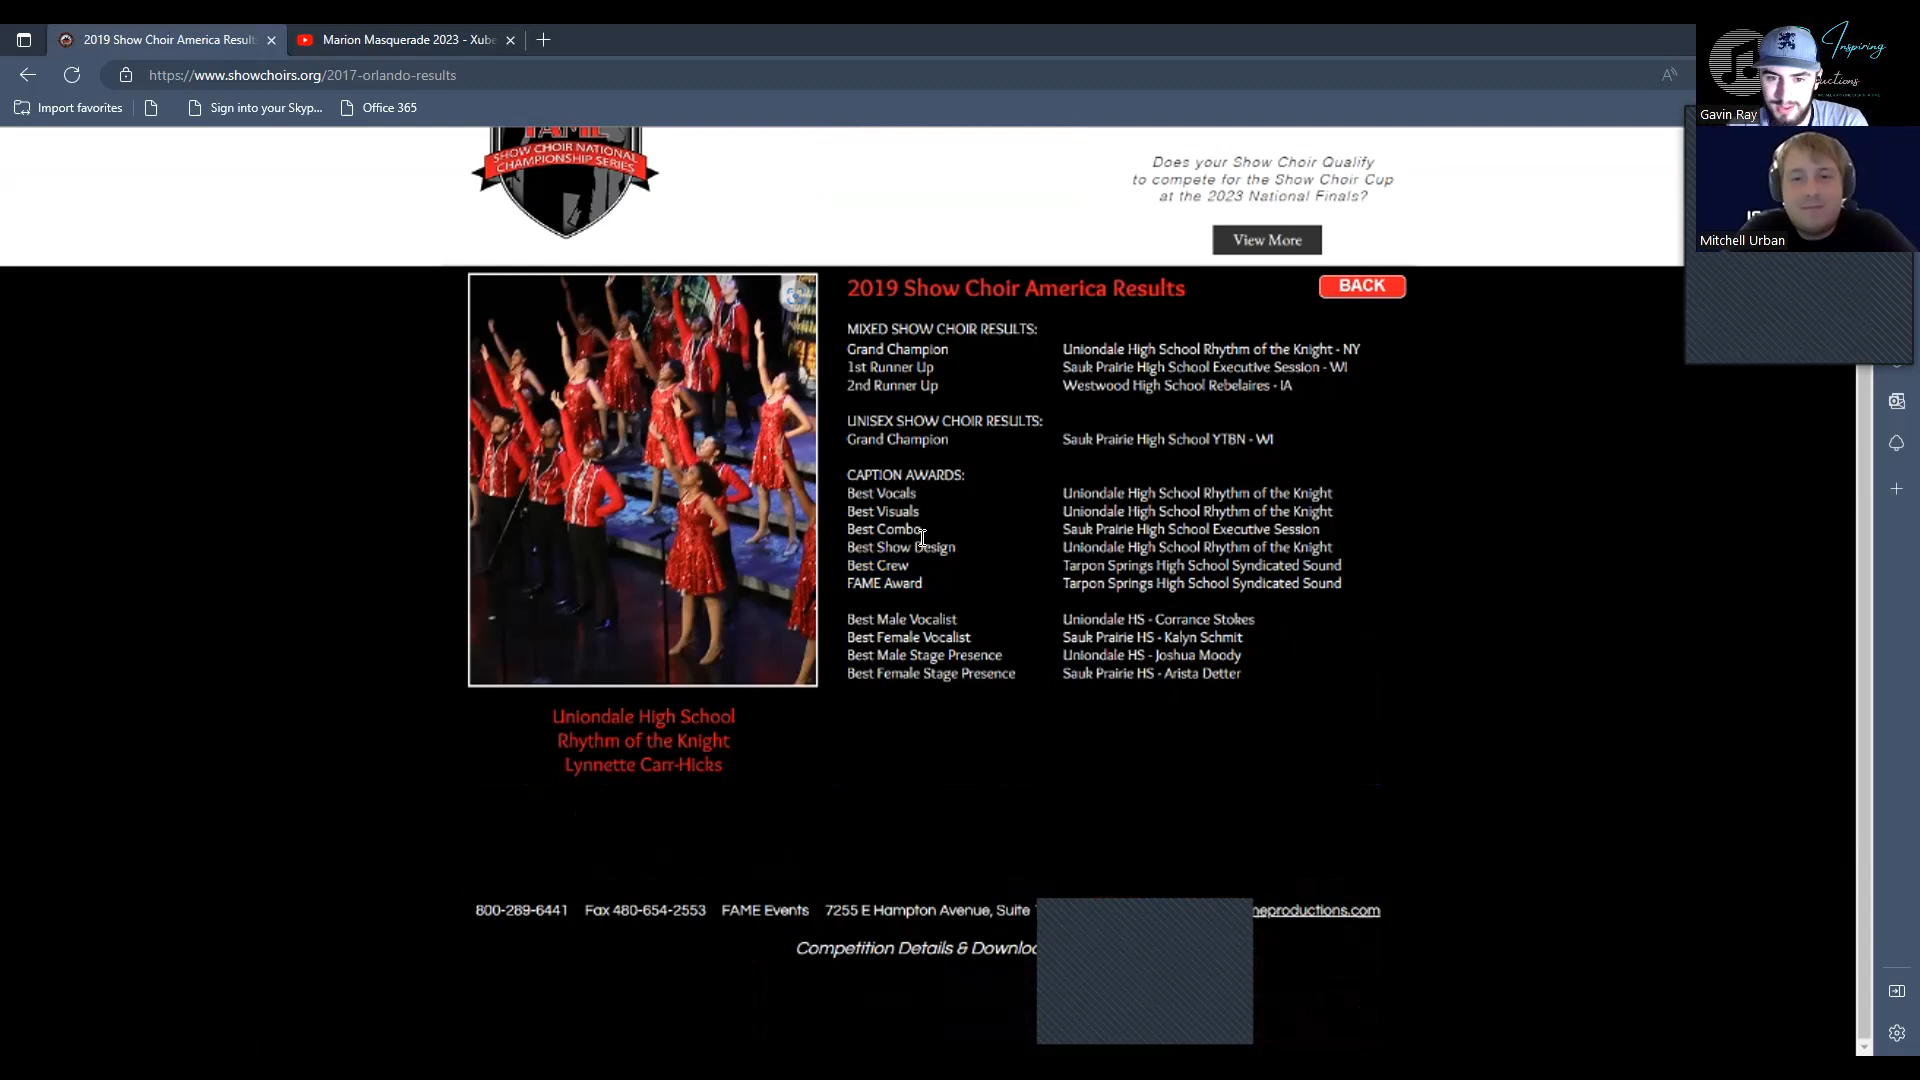 2019 Show Choir America Result
Marion Masquerade 2023 - Xube
https://www.showchoirs.org/2017-orlando-results
Import favorites
Sign into your Skyp...
Office 365
Inspiring
Gavin Ray
Mitchell Urban
FAME
SHOW CHOIR NATIONAL
CHAMPIONSHIP SERIES
Does your Show Choir Qualify
to compete for the Show Choir Cup
at the 2023 National Finals?
View More
2019 Show Choir America Results
BACK
MIXED SHOW CHOIR RESULTS:
Grand Champion Uniondale High School Rhythm of the Knight - NY
1st Runner Up Sauk Prairie High School Executive Session - WI
2nd Runner Up Westwood High School Rebelaires - IA
UNISEX SHOW CHOIR RESULTS:
Grand Champion Sauk Prairie High School YTBN - WI
CAPTION AWARDS:
Best Vocals Uniondale High School Rhythm of the Knight
Best Visuals Uniondale High School Rhythm of the Knight
Best Combo Sauk Prairie High School Executive Session
Best Show Design Uniondale High School Rhythm of the Knight
Best Crew Tarpon Springs High School Syndicated Sound
FAME Award Tarpon Springs High School Syndicated Sound
Best Male Vocalist Uniondale HS - Corrance Stokes
Best Female Vocalist Sauk Prairie HS - Kalyn Schmit
Best Male Stage Presence Uniondale HS - Joshua Moody
Best Female Stage Presence Sauk Prairie HS - Arista Detter
Uniondale High School
Rhythm of the Knight
Lynnette Carr-Hicks
800-289-6441 Fax 480-654-2553 FAME Events 7255 E Hampton Avenue, Suite neproductions.com
Competition Details & Downloa